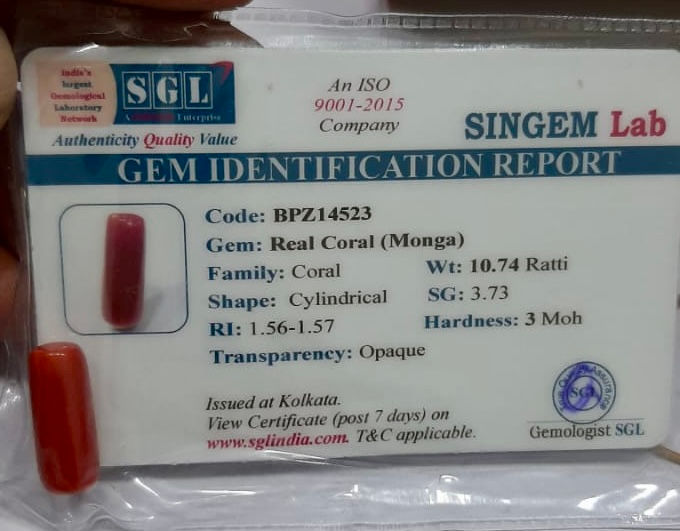 India's
largest
Gemological
Laboratory
Network
SGL
Enterprise
Authenticity Quality Value
An ISO
9001-2015
Company
SINGEM Lab
GEM IDENTIFICATION REPORT
Code: BPZ14523
Gem: Real Coral (Monga)
Family: Coral
Wt: 10.74 Ratti
Shape: Cylindrical
SG: 3.73
RI: 1.56-1.57
Hardness: 3 Moh
Transparency: Opaque
Issued at Kolkata.
View Certificate (post 7 days) on
www.sglindia.com. T&C applicable.
SGL
Gemologist SGL